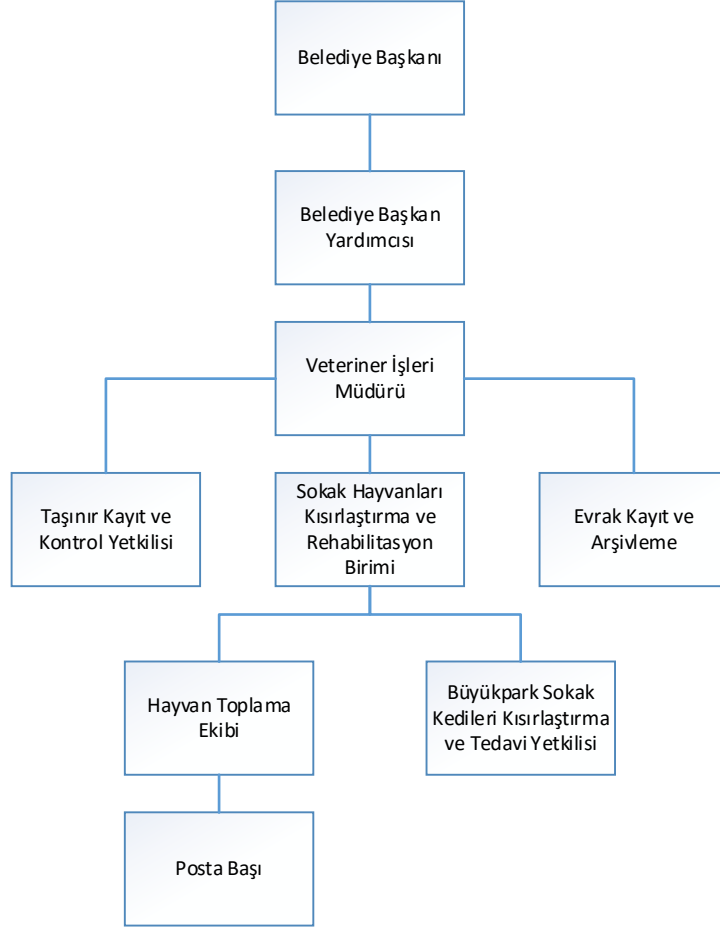 Belediye Başkanı
Belediye Başkan
Yardımcısı
Veteriner İşleri
Müdürü
Taşınır Kayıt ve
Kontrol Yetkilisi
Sokak Hayvanları
Kısırlaştırma ve
Rehabilitasyon
Birimi
Evrak Kayıt ve
Arşivleme
Hayvan Toplama
Ekibi
Büyükpark Sokak
Kedileri Kısırlaştırma
ve Tedavi Yetkilisi
Posta Başı